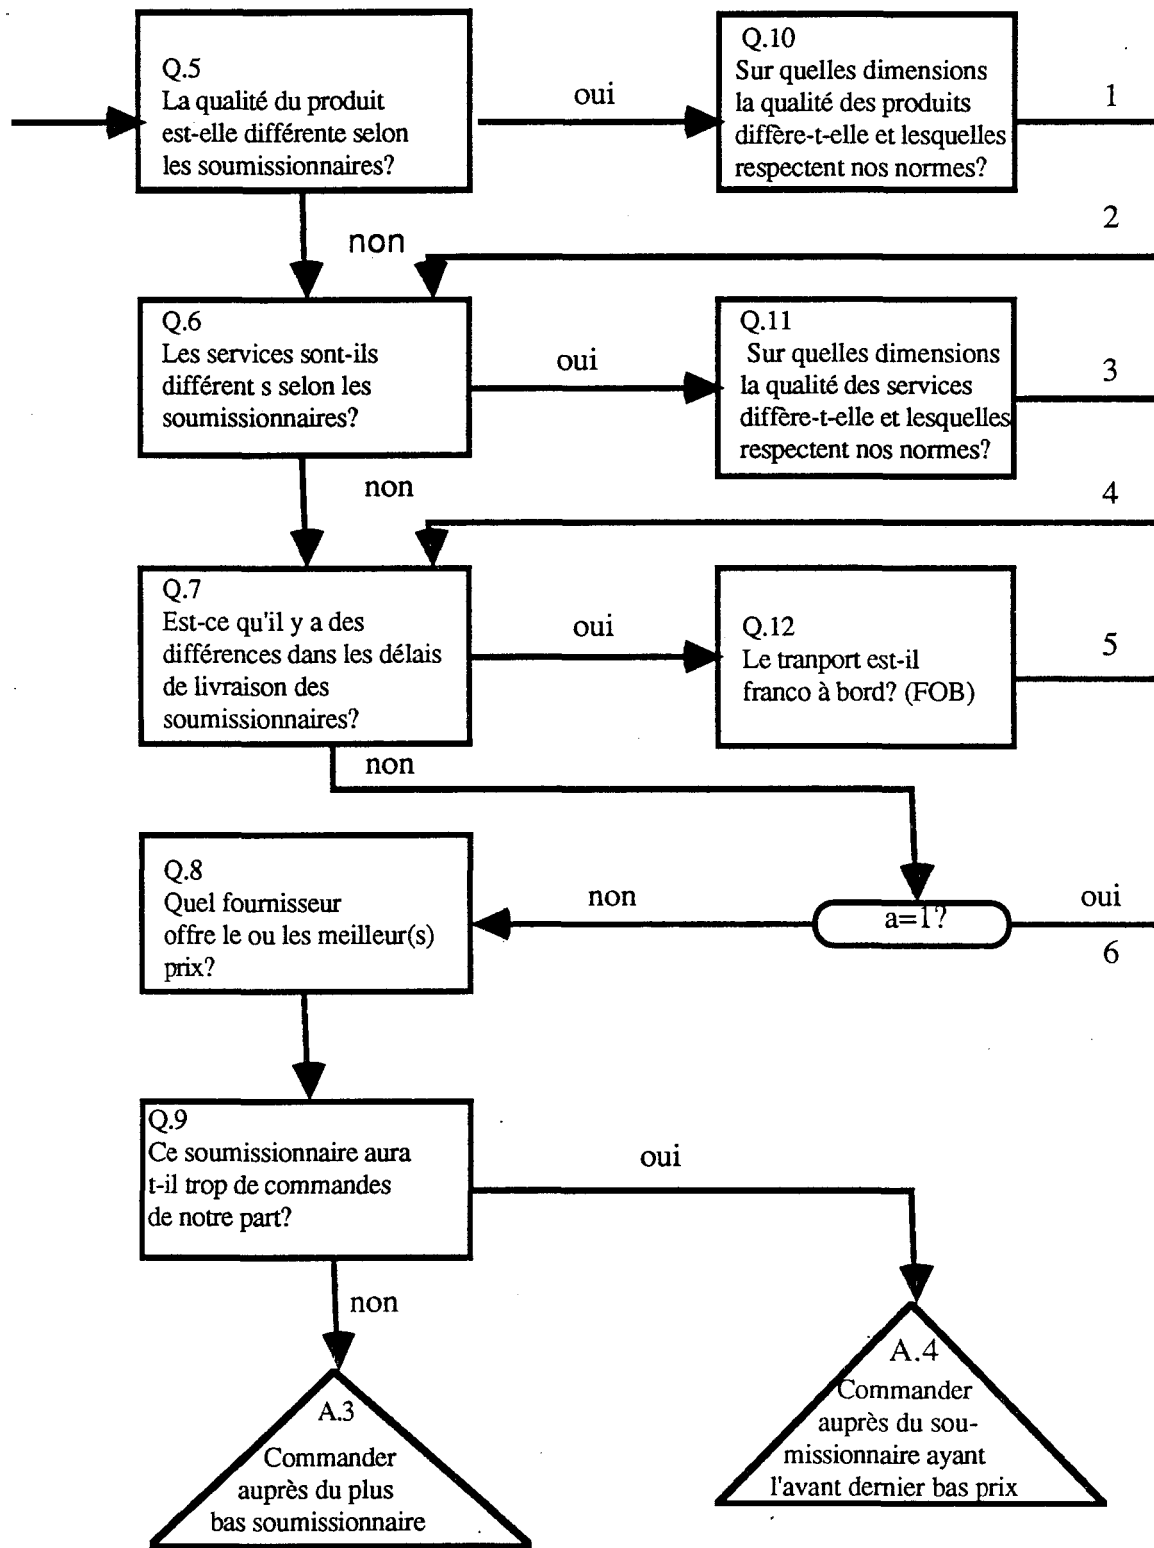 Q.5
La qualité du produit
est-elle différente selon
les soumissionnaires?
oui
Q.10
Sur quelles dimensions
la qualité des produits
diffère-t-elle et lesquelles
respectent nos normes?
1
non
2
Q.6
Les services sont-ils
différent s selon les
soumissionnaires?
oui
Q.11
Sur quelles dimensions
la qualité des services
diffère-t-elle et lesquelles
respectent nos normes?
3
non
4
Q.7
Est-ce qu'il y a des
différences dans les délais
de livraison des
soumissionnaires?
oui
Q.12
Le tranport est-il
franco à bord? (FOB)
5
non
Q.8
Quel fournisseur
offre le ou les meilleur(s)
prix?
non
a=1?
oui
6
Q.9
Ce soumissionnaire aura
t-il trop de commandes
de notre part?
oui
non
A.3
Commander
auprès du plus
bas soumissionnaire
A.4
Commander
auprès du sou-
missionnaire ayant
l'avant dernier bas prix